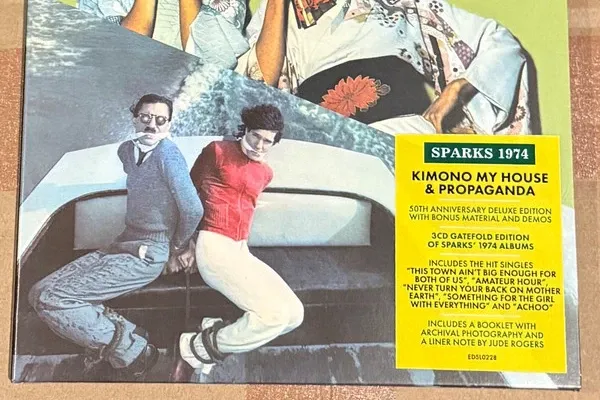 SPARKS 1974
KIMONO MY HOUSE
& PROPAGANDA
50TH ANNIVERSARY DELUXE EDITION
WITH BONUS MATERIAL AND DEMOS
3CD GATEFOLD EDITION
OF SPARKS' 1974 ALBUMS
INCLUDES THE HIT SINGLES
"THIS TOWN AIN'T BIG ENOUGH FOR
BOTH OF US", "AMATEUR HOUR",
"NEVER TURN YOUR BACK ON MOTHER
EARTH", "SOMETHING FOR THE GIRL
WITH EVERYTHING" AND "ACHOO"
INCLUDES A BOOKLET WITH
ARCHIVAL PHOTOGRAPHY AND
A LINER NOTE BY JUDE ROGERS
EDSL0228